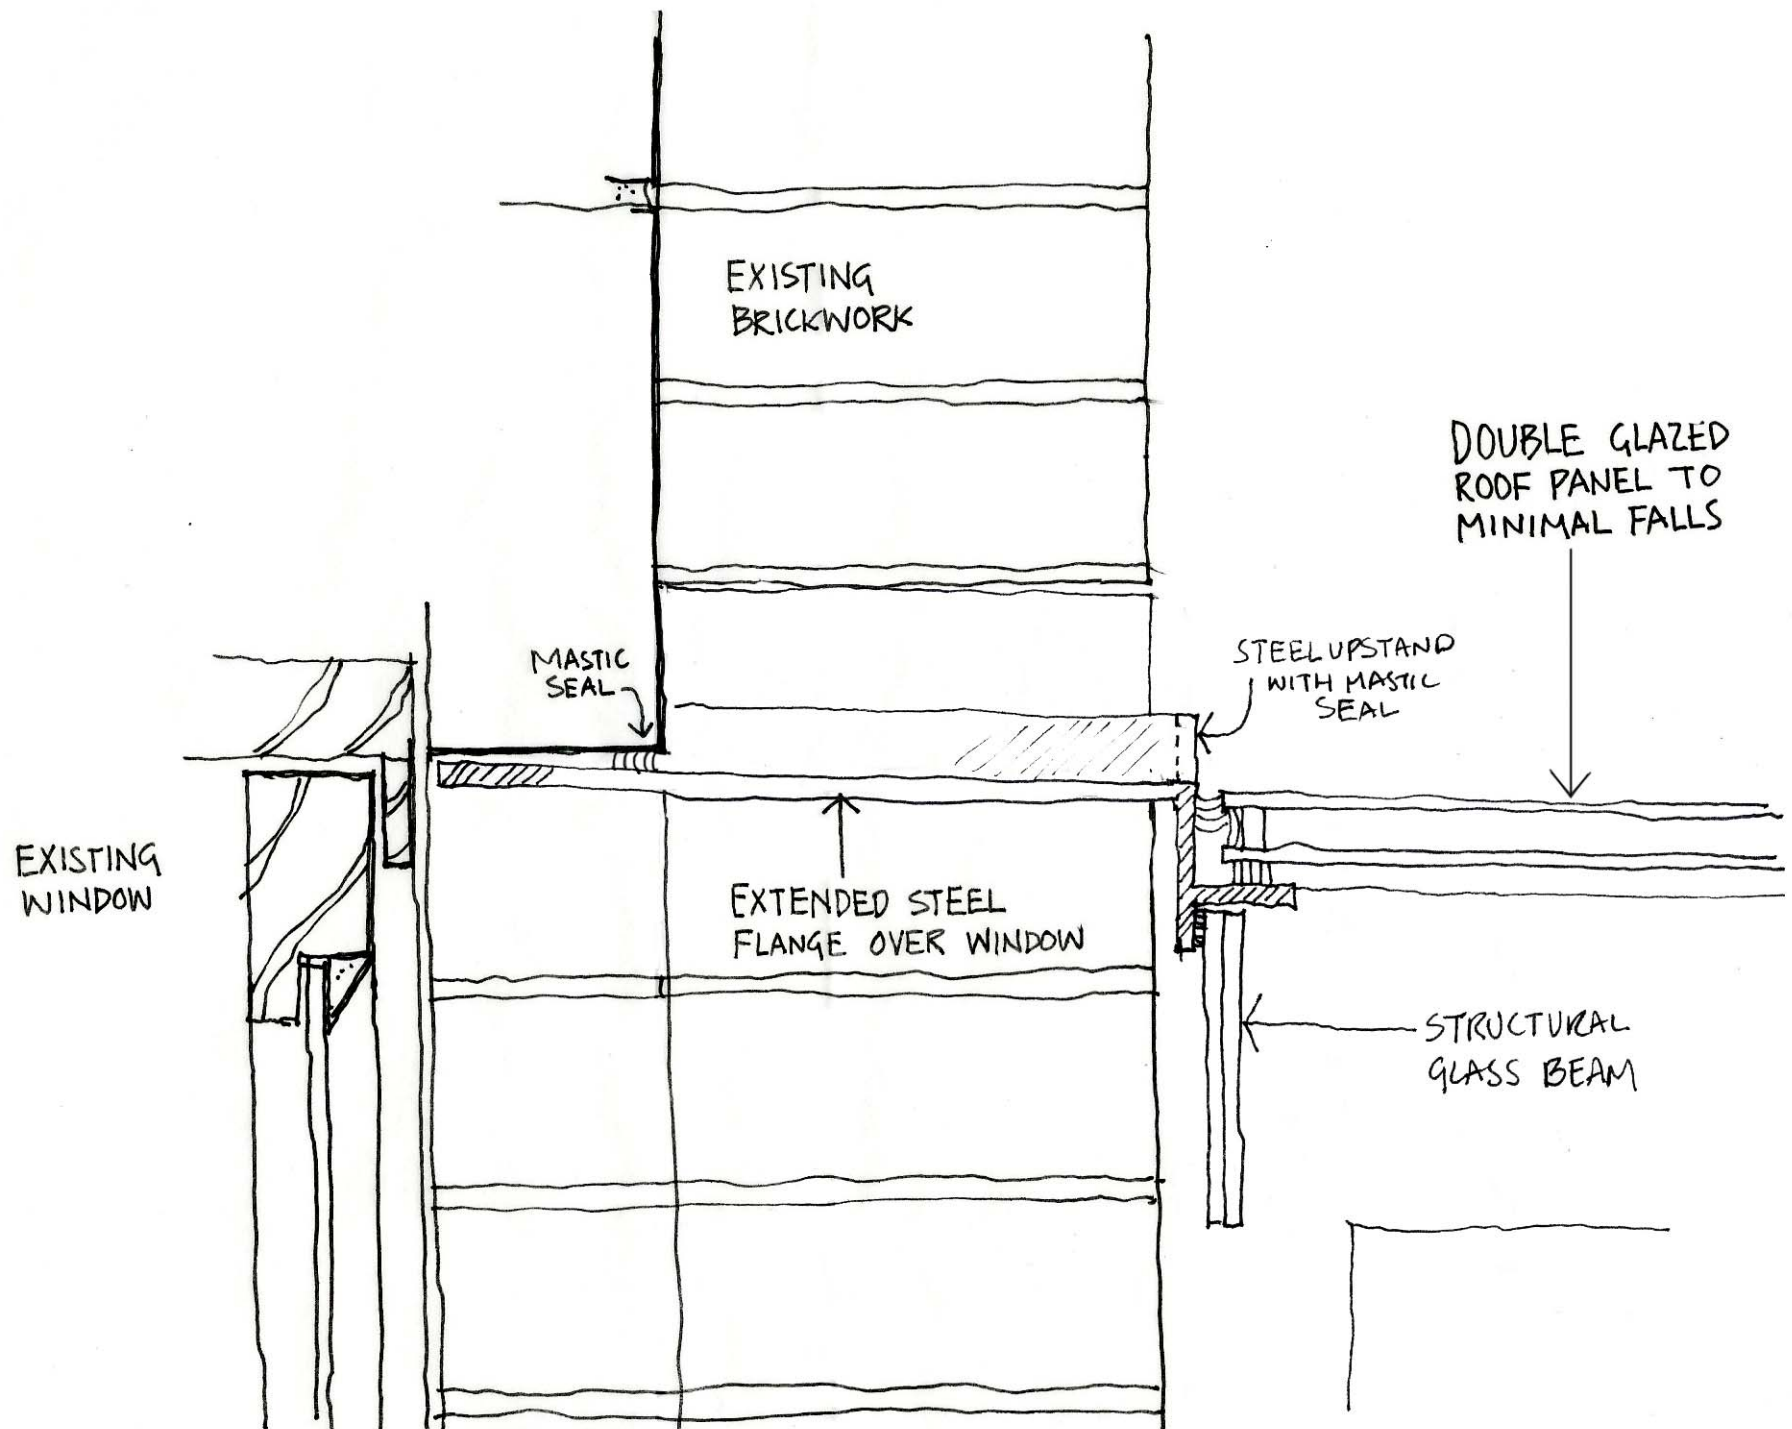 EXISTING
BRICKWORK
DOUBLE GLAZED
ROOF PANEL TO
MINIMAL FALLS
MASTIC
SEAL
STEEL UPSTAND
WITH MASTIC
SEAL
EXISTING
WINDOW
EXTENDED STEEL
FLANGE OVER WINDOW
STRUCTURAL
GLASS BEAM